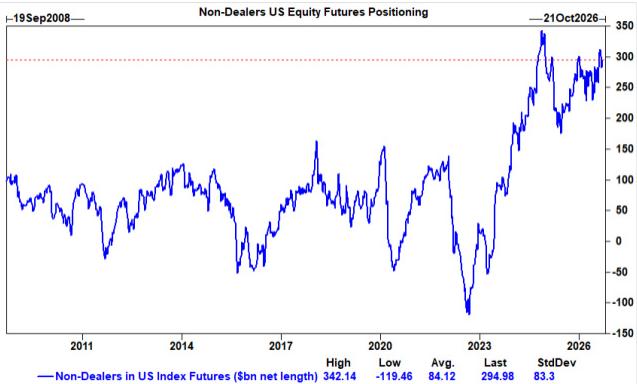 Non-Dealers US Equity Futures Positioning
19Sep2008
21Oct2026
350
300
250
200
150
100
50
0
-50
-100
-150
2011 2014 2017 2020 2023 2026
High Low Avg. Last StdDev
Non-Dealers in US Index Futures ($bn net length) 342.14 -119.46 84.12 294.98 83.3